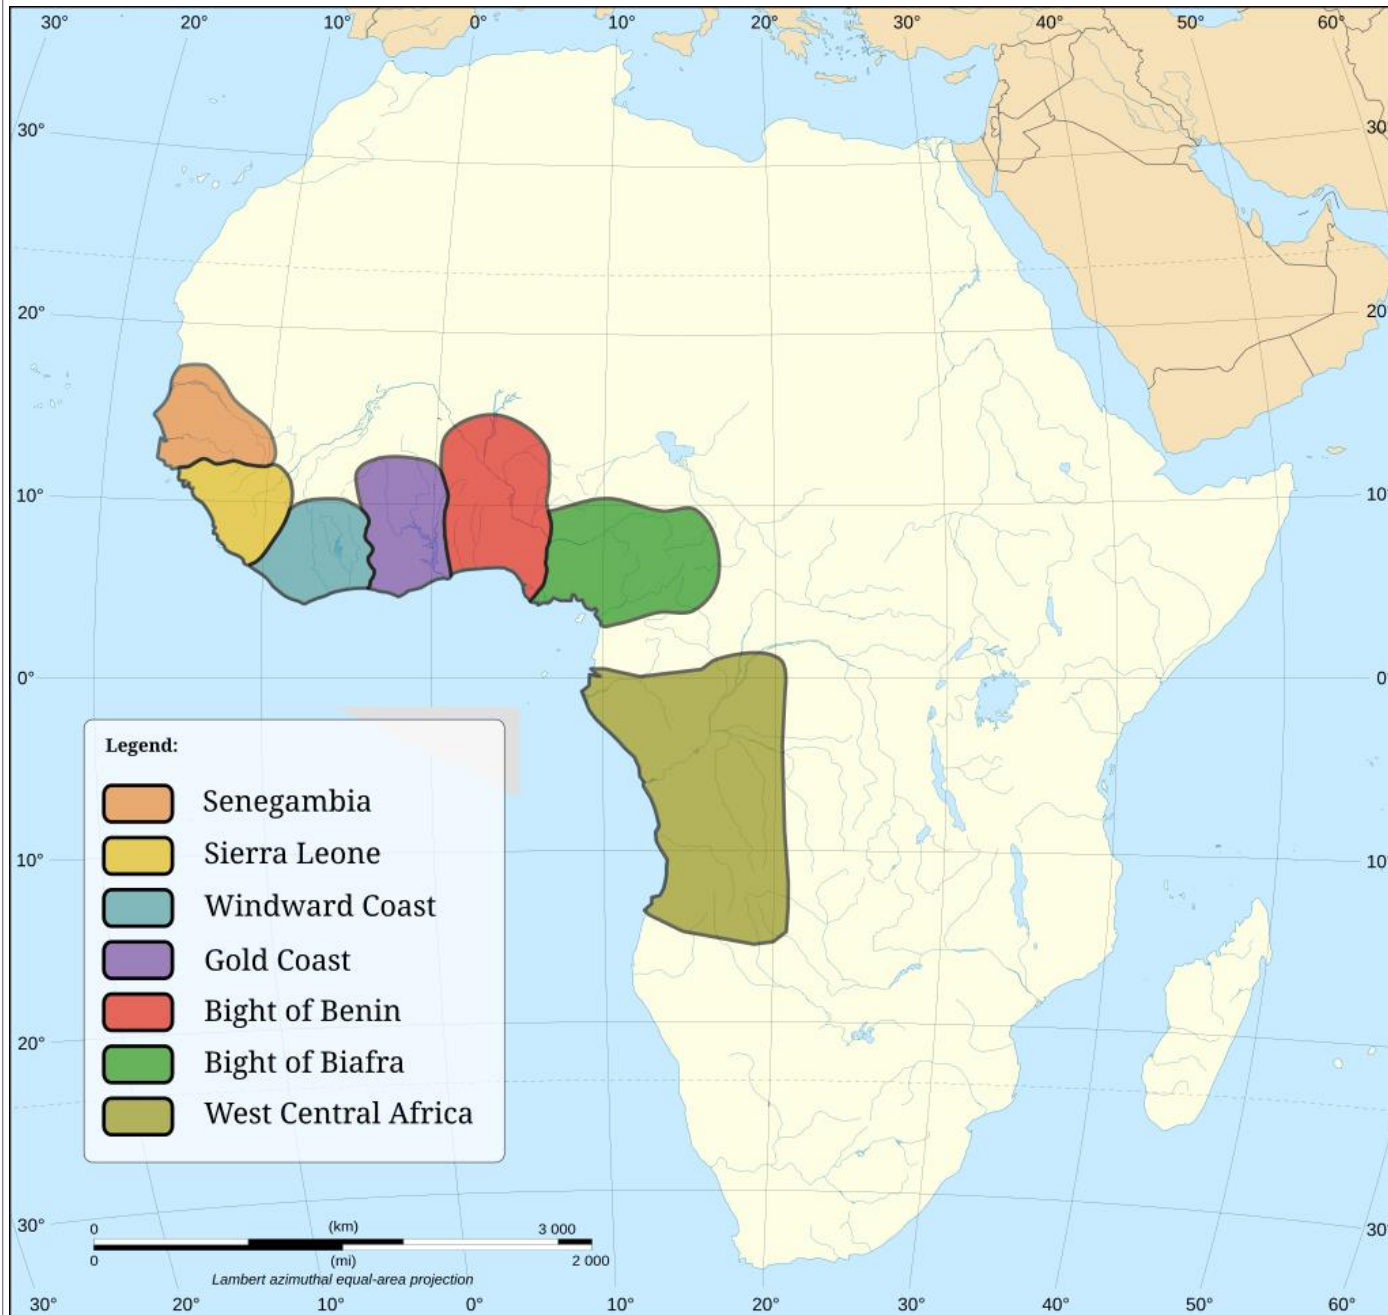 30° 20° 10° 0° 10° 20° 30° 40° 50° 60°
30° 30°
20° 20°
10° 10°
0° 0°
Legend:
Senegambia
Sierra Leone
Windward Coast
Gold Coast
Bight of Benin
Bight of Biafra
West Central Africa
10° 10°
20° 20°
30° 30°
0 (km) 3 000
0 (mi) 2 000
Lambert azimuthal equal-area projection
30° 20° 10° 0° 10° 20° 30° 40° 50° 60°